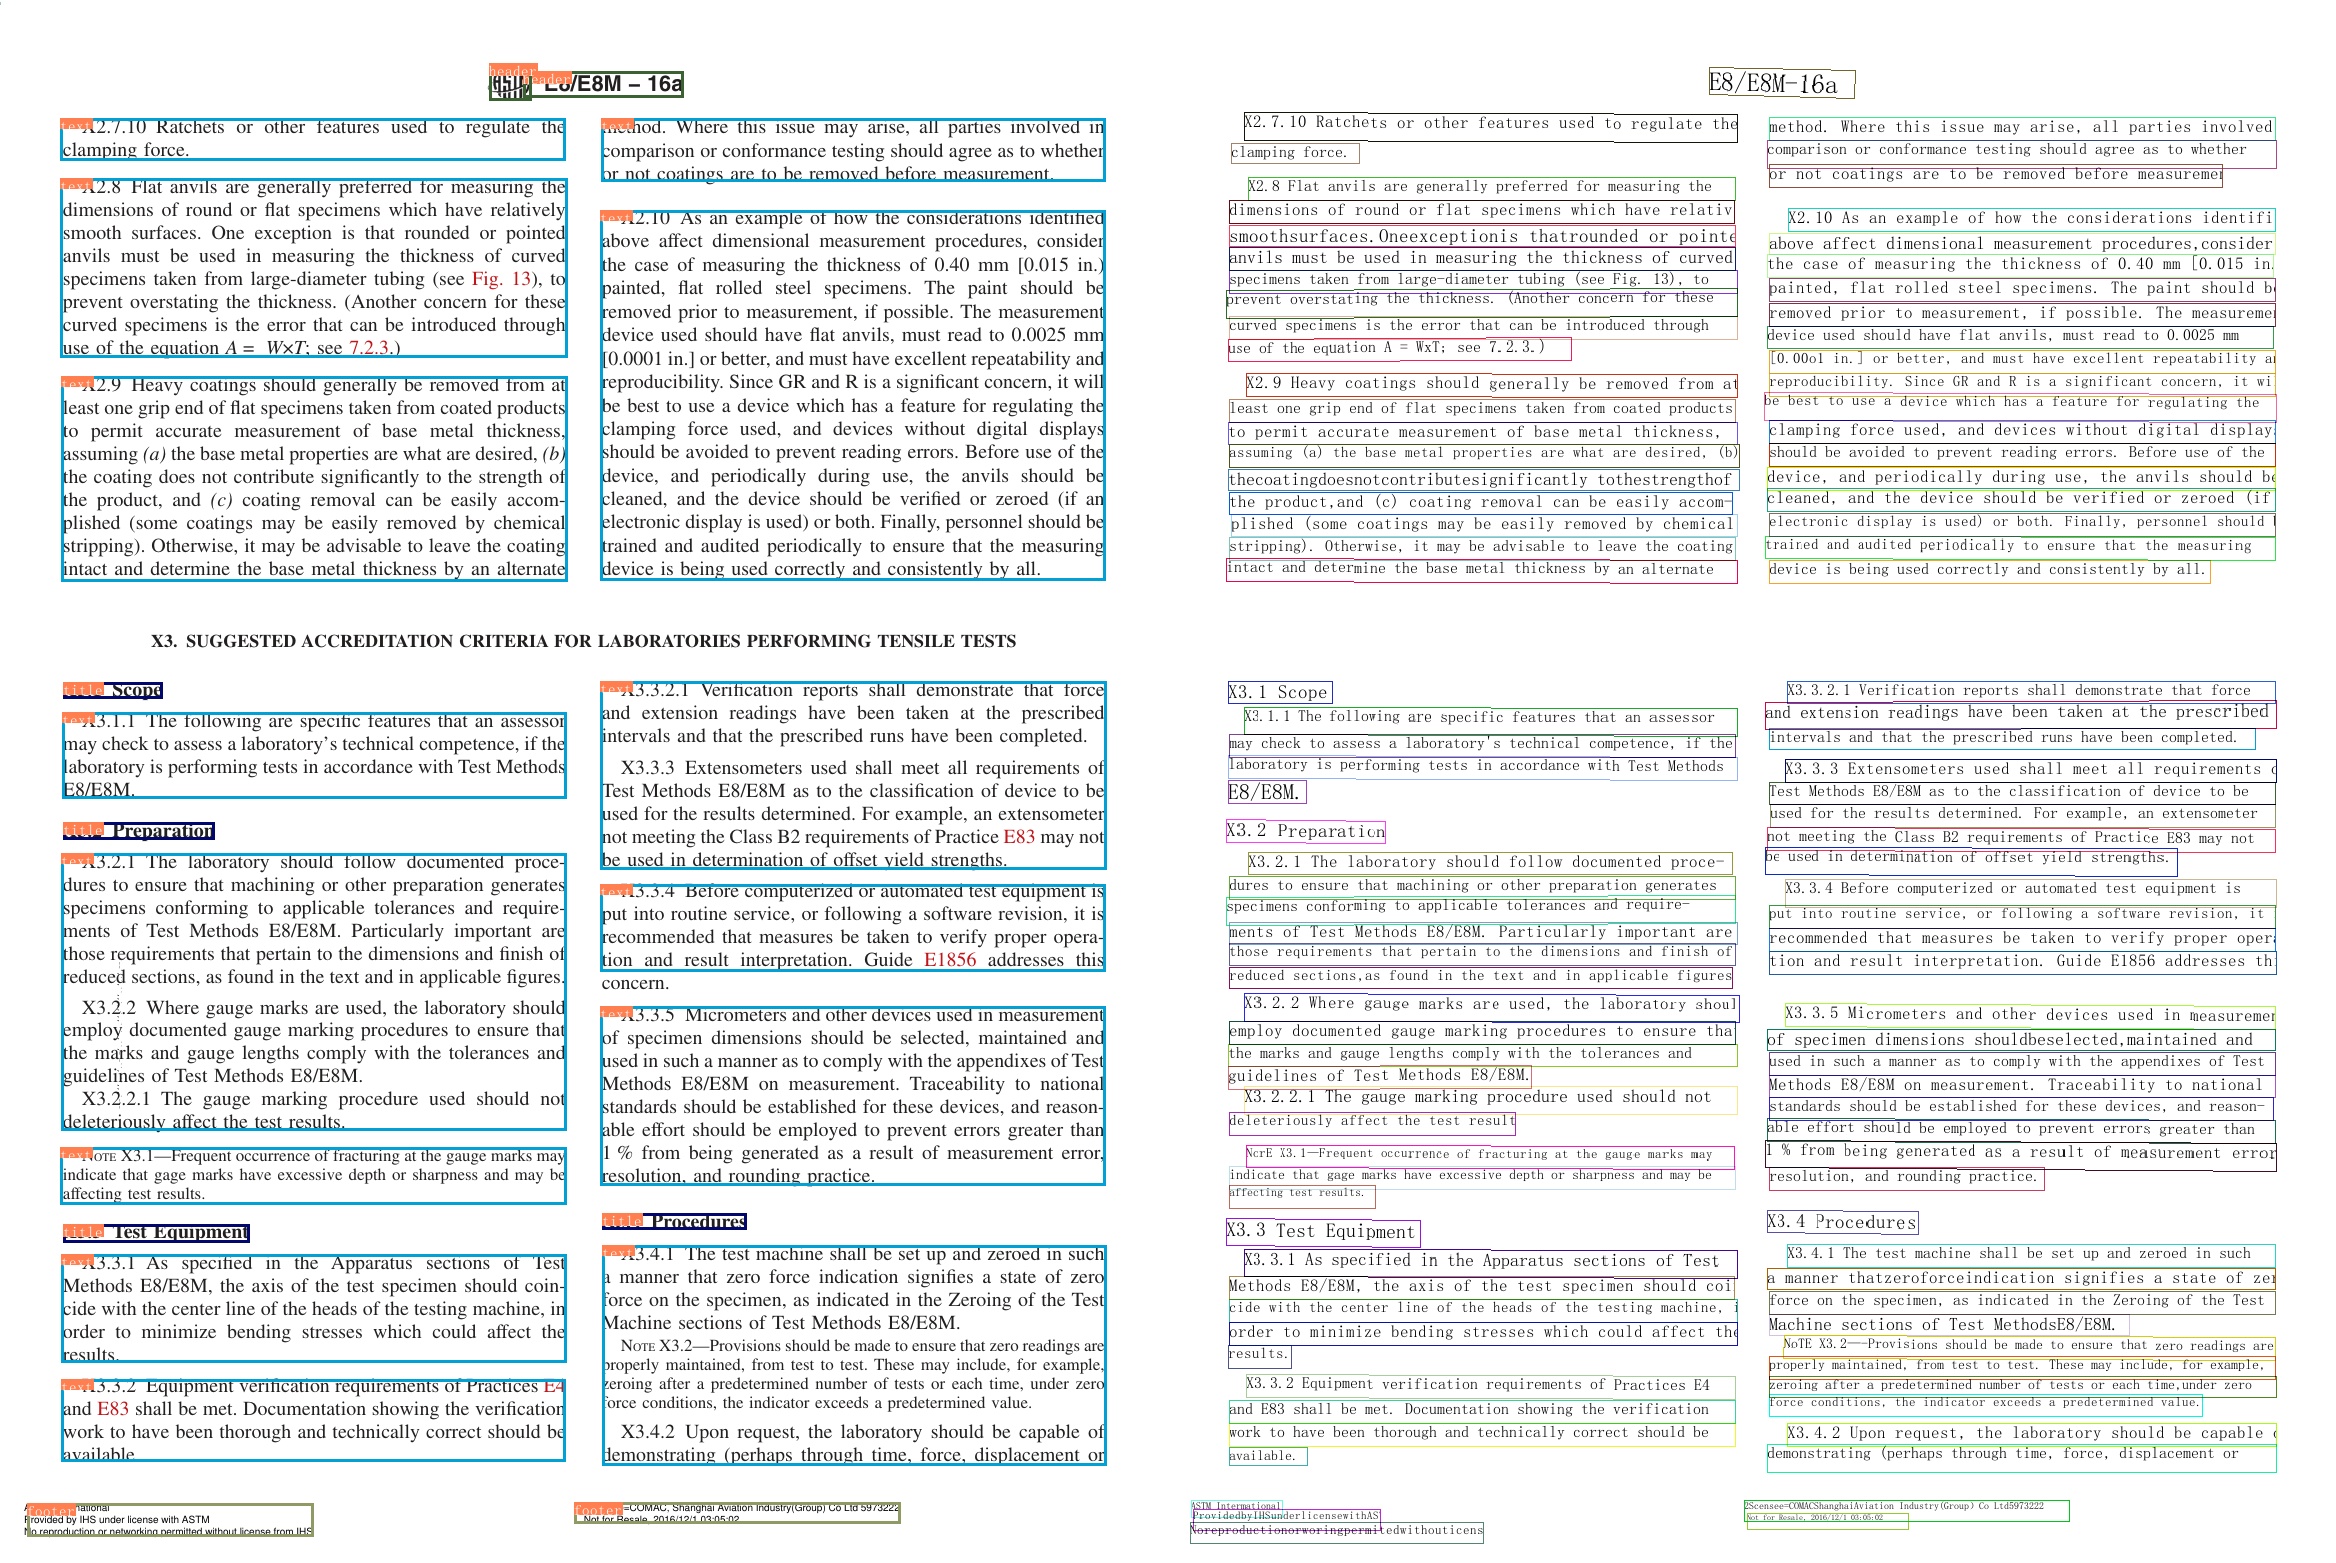 header
header E8/E8M – 16a
text X2.7.10 Ratchets or other features used to regulate the
clamping force.
text X2.8 Flat anvils are generally preferred for measuring the
dimensions of round or flat specimens which have relatively
smooth surfaces. One exception is that rounded or pointed
anvils must be used in measuring the thickness of curved
specimens taken from large-diameter tubing (see Fig. 13), to
prevent overstating the thickness. (Another concern for these
curved specimens is the error that can be introduced through
use of the equation A = W×T; see 7.2.3.)
text X2.9 Heavy coatings should generally be removed from at
least one grip end of flat specimens taken from coated products
to permit accurate measurement of base metal thickness,
assuming (a) the base metal properties are what are desired, (b)
the coating does not contribute significantly to the strength of
the product, and (c) coating removal can be easily accom-
plished (some coatings may be easily removed by chemical
stripping). Otherwise, it may be advisable to leave the coating
intact and determine the base metal thickness by an alternate
text method. Where this issue may arise, all parties involved in
comparison or conformance testing should agree as to whether
or not coatings are to be removed before measurement.
text X2.10 As an example of how the considerations identified
above affect dimensional measurement procedures, consider
the case of measuring the thickness of 0.40 mm [0.015 in.)
painted, flat rolled steel specimens. The paint should be
removed prior to measurement, if possible. The measurement
device used should have flat anvils, must read to 0.0025 mm
[0.0001 in.] or better, and must have excellent repeatability and
reproducibility. Since GR and R is a significant concern, it will
be best to use a device which has a feature for regulating the
clamping force used, and devices without digital displays
should be avoided to prevent reading errors. Before use of the
device, and periodically during use, the anvils should be
cleaned, and the device should be verified or zeroed (if an
electronic display is used) or both. Finally, personnel should be
trained and audited periodically to ensure that the measuring
device is being used correctly and consistently by all.
X3. SUGGESTED ACCREDITATION CRITERIA FOR LABORATORIES PERFORMING TENSILE TESTS
title Scope
text X3.1.1 The following are specific features that an assessor
may check to assess a laboratory's technical competence, if the
laboratory is performing tests in accordance with Test Methods
E8/E8M.
title Preparation
text X3.2.1 The laboratory should follow documented proce-
dures to ensure that machining or other preparation generates
specimens conforming to applicable tolerances and require-
ments of Test Methods E8/E8M. Particularly important are
those requirements that pertain to the dimensions and finish of
reduced sections, as found in the text and in applicable figures.
X3.2.2 Where gauge marks are used, the laboratory should
employ documented gauge marking procedures to ensure that
the marks and gauge lengths comply with the tolerances and
guidelines of Test Methods E8/E8M.
X3.2.2.1 The gauge marking procedure used should not
deleteriously affect the test results.
text NOTE X3.1—Frequent occurrence of fracturing at the gauge marks may
indicate that gage marks have excessive depth or sharpness and may be
affecting test results.
title Test Equipment
text X3.3.1 As specified in the Apparatus sections of Test
Methods E8/E8M, the axis of the test specimen should coin-
cide with the center line of the heads of the testing machine, in
order to minimize bending stresses which could affect the
results.
text X3.3.2 Equipment verification requirements of Practices E4
and E83 shall be met. Documentation showing the verification
work to have been thorough and technically correct should be
available
text X3.3.2.1 Verification reports shall demonstrate that force
and extension readings have been taken at the prescribed
intervals and that the prescribed runs have been completed.
X3.3.3 Extensometers used shall meet all requirements of
Test Methods E8/E8M as to the classification of device to be
used for the results determined. For example, an extensometer
not meeting the Class B2 requirements of Practice E83 may not
be used in determination of offset yield strengths.
text X3.3.4 Before computerized or automated test equipment is
put into routine service, or following a software revision, it is
recommended that measures be taken to verify proper opera-
tion and result interpretation. Guide E1856 addresses this
concern.
text X3.3.5 Micrometers and other devices used in measurement
of specimen dimensions should be selected, maintained and
used in such a manner as to comply with the appendixes of Test
Methods E8/E8M on measurement. Traceability to national
standards should be established for these devices, and reason-
able effort should be employed to prevent errors greater than
1 % from being generated as a result of measurement error,
resolution, and rounding practice.
title Procedures
text X3.4.1 The test machine shall be set up and zeroed in such
a manner that zero force indication signifies a state of zero
force on the specimen, as indicated in the Zeroing of the Test
Machine sections of Test Methods E8/E8M.
NOTE X3.2—Provisions should be made to ensure that zero readings are
properly maintained, from test to test. These may include, for example,
zeroing after a predetermined number of tests or each time, under zero
force conditions, the indicator exceeds a predetermined value.
X3.4.2 Upon request, the laboratory should be capable of
demonstrating (perhaps through time, force, displacement or
footer
Provided by IHS under license with ASTM
No reproduction or networking permitted without license from IHS
footer =COMAC, Shanghai Aviation Industry(Group) Co Ltd 5973222
Not for Resale, 2016/12/1 03:05:02
E8/E8M-16a
X2.7.10 Ratchets or other features used to regulate the
clamping force.
X2.8 Flat anvils are generally preferred for measuring the
dimensions of round or flat specimens which have relativ
smoothsurfaces.Oneexceptionis thatrounded or pointe
anvils must be used in measuring the thickness of curved
specimens taken from large-diameter tubing (see Fig. 13), to
prevent overstating the thickness. (Another concern for these
curved specimens is the error that can be introduced through
use of the equation A = WxT; see 7.2.3.)
X2.9 Heavy coatings should generally be removed from at
least one grip end of flat specimens taken from coated products
to permit accurate measurement of base metal thickness,
assuming (a) the base metal properties are what are desired, (b)
thecoatingdoesnotcontributesignificantly tothestrengthof
the product,and (c) coating removal can be easily accom-
plished (some coatings may be easily removed by chemical
stripping). Otherwise, it may be advisable to leave the coating
intact and determine the base metal thickness by an alternate
method. Where this issue may arise, all parties involved
comparison or conformance testing should agree as to whether
or not coatings are to be removed before measuremen
X2.10 As an example of how the considerations identifi
above affect dimensional measurement procedures,consider
the case of measuring the thickness of 0.40 mm [0.015 in.
painted, flat rolled steel specimens. The paint should be
removed prior to measurement, if possible. The measuremen
device used should have flat anvils, must read to 0.0025 mm
[0.00o1 in.] or better, and must have excellent repeatability an
reproducibility. Since GR and R is a significant concern, it wi
be best to use a device which has a feature for regulating the
clamping force used, and devices without digital display
should be avoided to prevent reading errors. Before use of the
device, and periodically during use, the anvils should be
cleaned, and the device should be verified or zeroed (if
electronic display is used) or both. Finally, personnel should
trained and audited periodically to ensure that the measuring
device is being used correctly and consistently by all.
X3.1 Scope
X3.1.1 The following are specific features that an assessor
may check to assess a laboratory's technical competence, if the
laboratory is performing tests in accordance with Test Methods
E8/E8M.
X3.2 Preparation
X3.2.1 The laboratory should follow documented proce-
dures to ensure that machining or other preparation generates
specimens conforming to applicable tolerances and require-
ments of Test Methods E8/E8M. Particularly important are
those requirements that pertain to the dimensions and finish of
reduced sections,as found in the text and in applicable figures
X3.2.2 Where gauge marks are used, the laboratory shoul
employ documented gauge marking procedures to ensure tha
the marks and gauge lengths comply with the tolerances and
guidelines of Test Methods E8/E8M.
X3.2.2.1 The gauge marking procedure used should not
deleteriously affect the test result
NcrE X3.1—Frequent occurrence of fracturing at the gauge marks may
indicate that gage marks have excessive depth or sharpness and may be
affecting test results.
X3.3 Test Equipment
X3.3.1 As specified in the Apparatus sections of Test
Methods E8/E8M, the axis of the test specimen should coi
cide with the center line of the heads of the testing machine, i
order to minimize bending stresses which could affect the
results.
X3.3.2 Equipment verification requirements of Practices E4
and E83 shall be met. Documentation showing the verification
work to have been thorough and technically correct should be
available.
X3.3.2.1 Verification reports shall demonstrate that force
and extension readings have been taken at the prescribed
intervals and that the prescribed runs have been completed.
X3.3.3 Extensometers used shall meet all requirements o
Test Methods E8/E8M as to the classification of device to be
used for the results determined. For example, an extensometer
not meeting the Class B2 requirements of Practice E83 may not
be used in determination of offset yield strengths.
X3.3.4 Before computerized or automated test equipment is
put into routine service, or following a software revision, it
recommended that measures be taken to verify proper oper
tion and result interpretation. Guide E1856 addresses thi
X3.3.5 Micrometers and other devices used in measuremen
of specimen dimensions shouldbeselected,maintained and
used in such a manner as to comply with the appendixes of Test
Methods E8/E8M on measurement. Traceability to national
standards should be established for these devices, and reason-
able effort should be employed to prevent errors greater than
1 % from being generated as a result of measurement error
resolution, and rounding practice.
X3.4 Procedures
X3.4.1 The test machine shall be set up and zeroed in such
a manner thatzeroforceindication signifies a state of zer
force on the specimen, as indicated in the Zeroing of the Test
Machine sections of Test MethodsE8/E8M.
NoTE X3.2—-Provisions should be made to ensure that zero readings are
properly maintained, from test to test. These may include, for example,
zeroing after a predetermined number of tests or each time,under zero
force conditions, the indicator exceeds a predetermined value.
X3.4.2 Upon request, the laboratory should be capable o
demonstrating (perhaps through time, force, displacement or
ASTM International
ProvidedbyIHSunderlicensewithAS
Noreproductionorworingpermitedwithouticens
2Scensee=COMACShanghaiAviation Industry(Group) Co Ltd5973222
Not for Resale, 2016/12/1 03:05:02